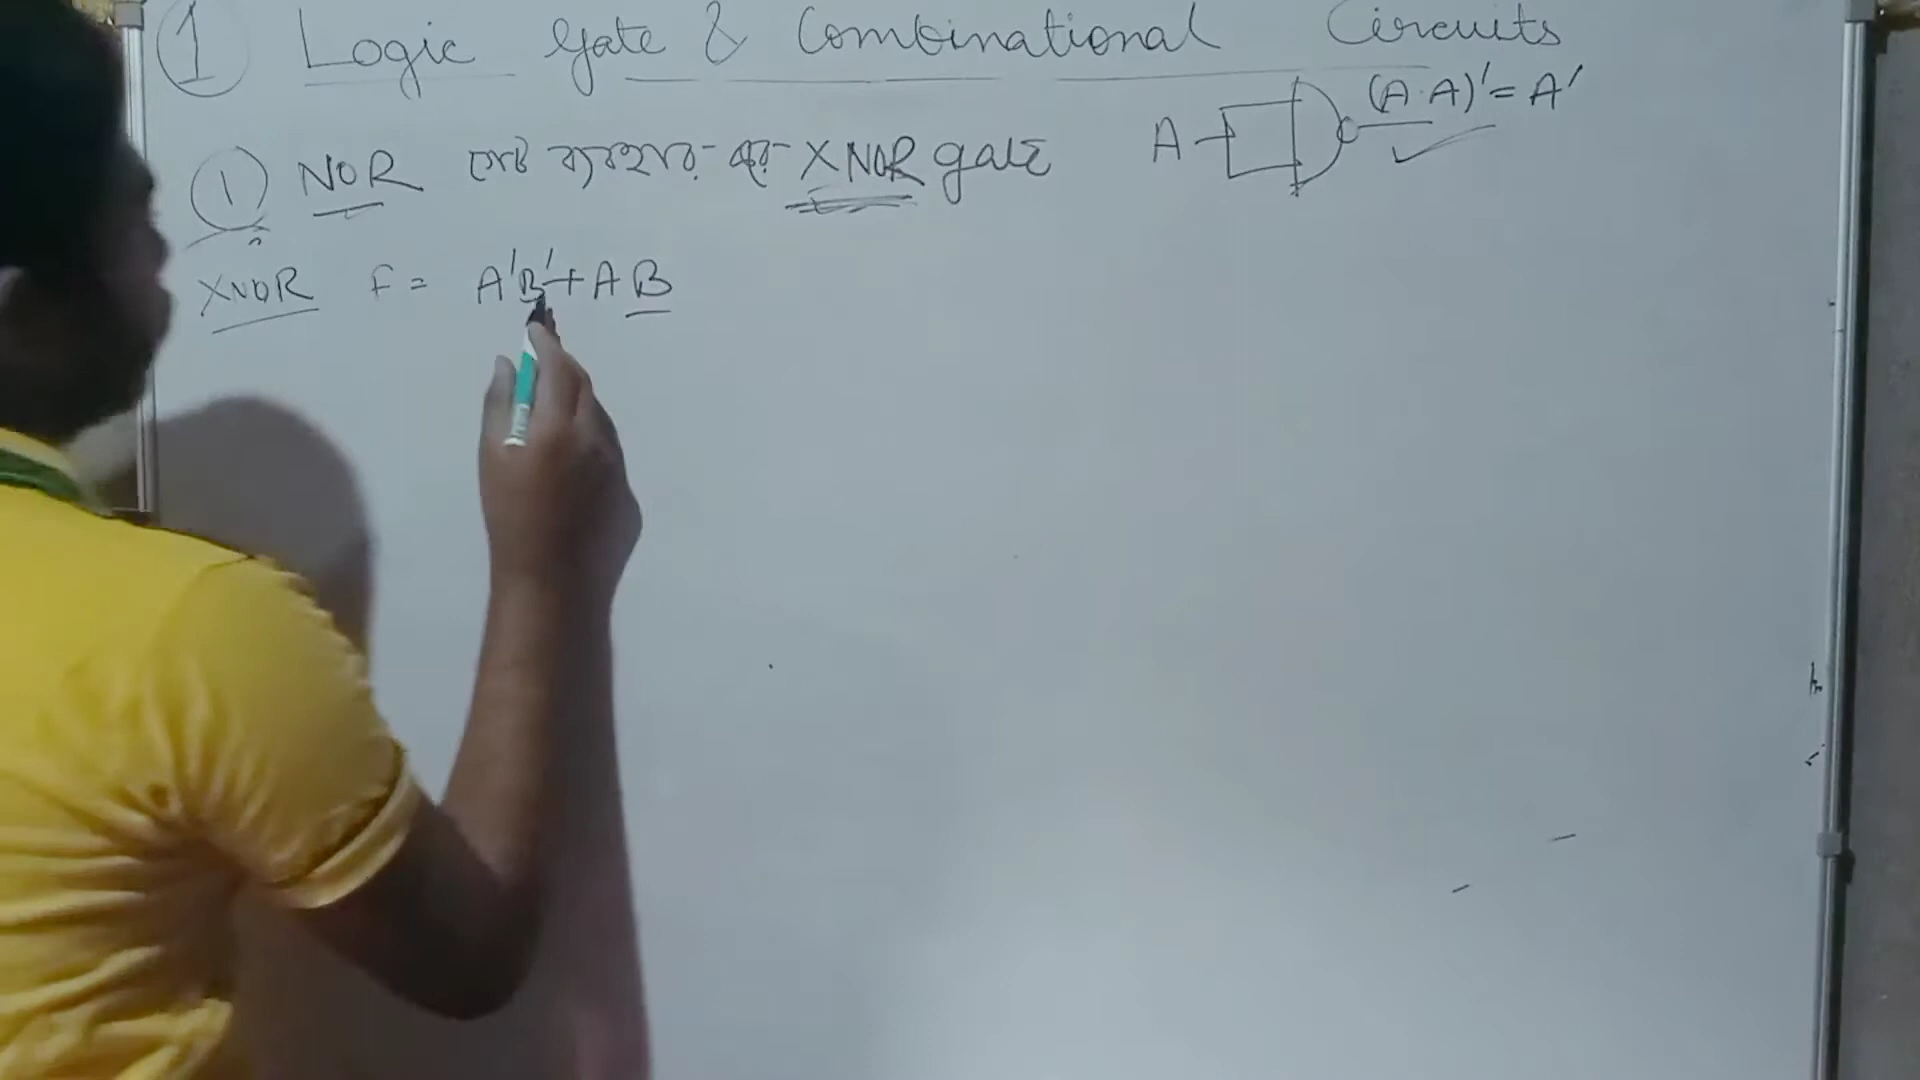 ① Logic gate & Combinational Circuits
① NOR গেট ব্যবহার করে XNOR gate
A (A·A)' = A'
XNOR F = A'B' + AB